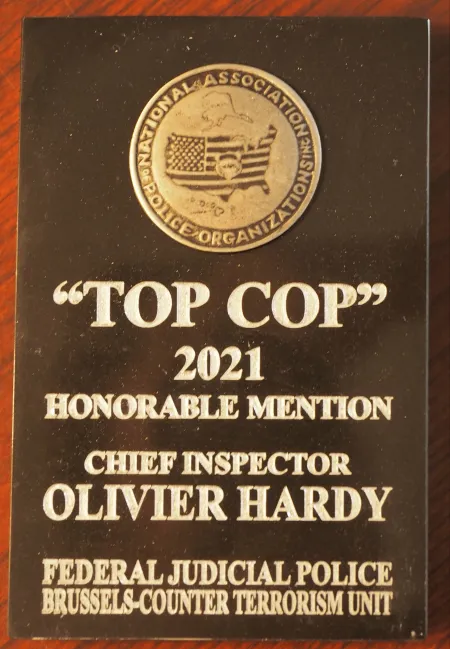 NATIONAL ASSOCIATION
OF POLICE ORGANIZATIONS INC
“TOP COP”
2021
HONORABLE MENTION
CHIEF INSPECTOR
OLIVIER HARDY
FEDERAL JUDICIAL POLICE
BRUSSELS-COUNTER TERRORISM UNIT